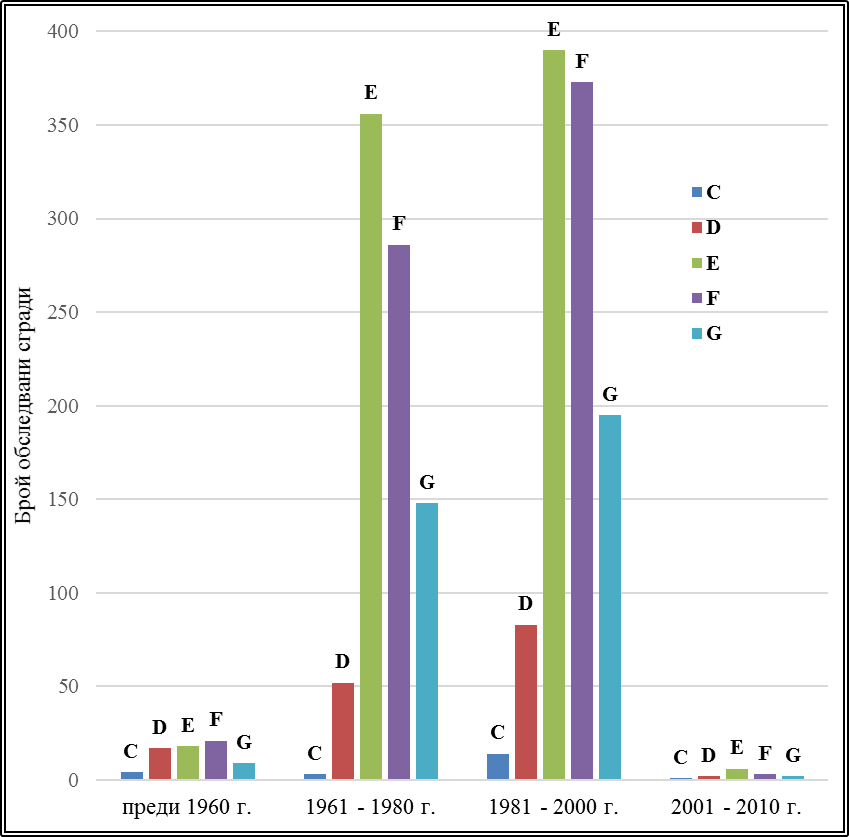 400
350
300
250
200
150
100
50
0
Брой обследвани сгради
C D E F G
C D E F G
C D E F G
C D E F G
C
D
E
F
G
преди 1960 г. 1961 - 1980 г. 1981 - 2000 г. 2001 - 2010 г.